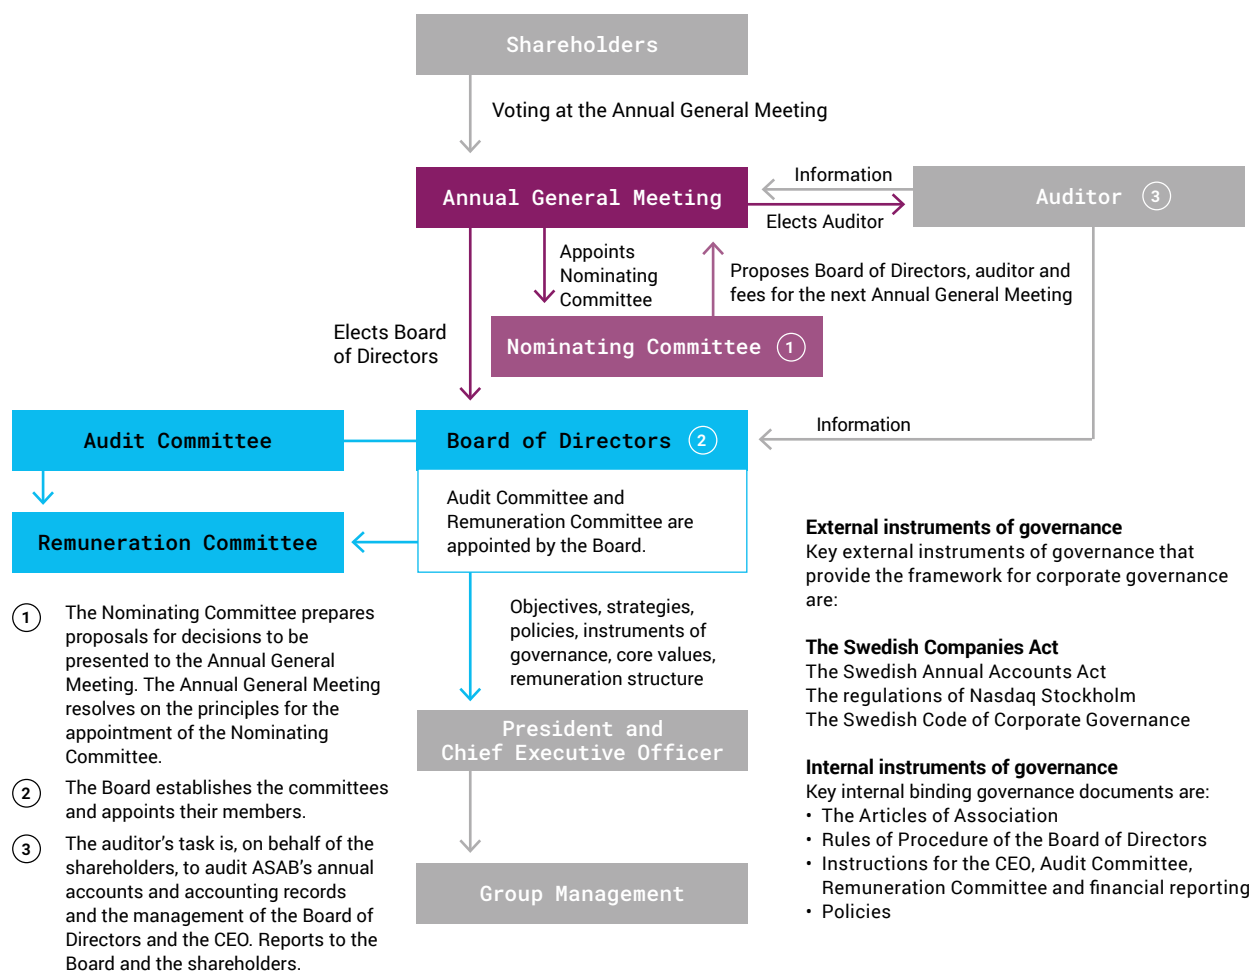 Shareholders
Voting at the Annual General Meeting
Annual General Meeting
Information
Auditor 3
Elects Auditor
Appoints
Nominating
Committee
Proposes Board of Directors, auditor and
fees for the next Annual General Meeting
Elects Board
of Directors
Nominating Committee 1
Audit Committee
Board of Directors 2
Information
Audit Committee and
Remuneration Committee are
appointed by the Board.
Remuneration Committee
Objectives, strategies,
policies, instruments of
governance, core values,
remuneration structure
President and
Chief Executive Officer
Group Management
1 The Nominating Committee prepares
proposals for decisions to be
presented to the Annual General
Meeting. The Annual General Meeting
resolves on the principles for the
appointment of the Nominating
Committee.
2 The Board establishes the committees
and appoints their members.
3 The auditor’s task is, on behalf of the
shareholders, to audit ASAB’s annual
accounts and accounting records
and the management of the Board of
Directors and the CEO. Reports to the
Board and the shareholders.
External instruments of governance
Key external instruments of governance that
provide the framework for corporate governance
are:
The Swedish Companies Act
The Swedish Annual Accounts Act
The regulations of Nasdaq Stockholm
The Swedish Code of Corporate Governance
Internal instruments of governance
Key internal binding governance documents are:
• The Articles of Association
• Rules of Procedure of the Board of Directors
• Instructions for the CEO, Audit Committee,
Remuneration Committee and financial reporting
• Policies